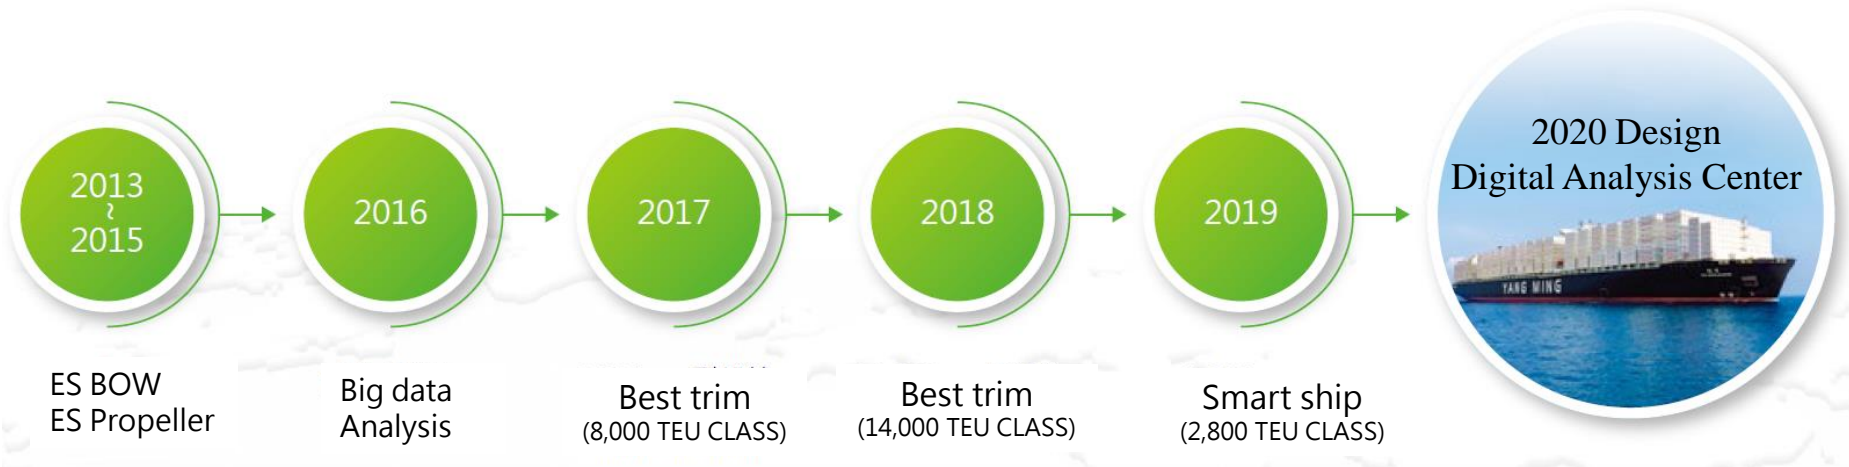 2013
~
2015
2016
2017
2018
2019
2020 Design
Digital Analysis Center
YANG MING
ES BOW
ES Propeller
Big data
Analysis
Best trim
(8,000 TEU CLASS)
Best trim
(14,000 TEU CLASS)
Smart ship
(2,800 TEU CLASS)